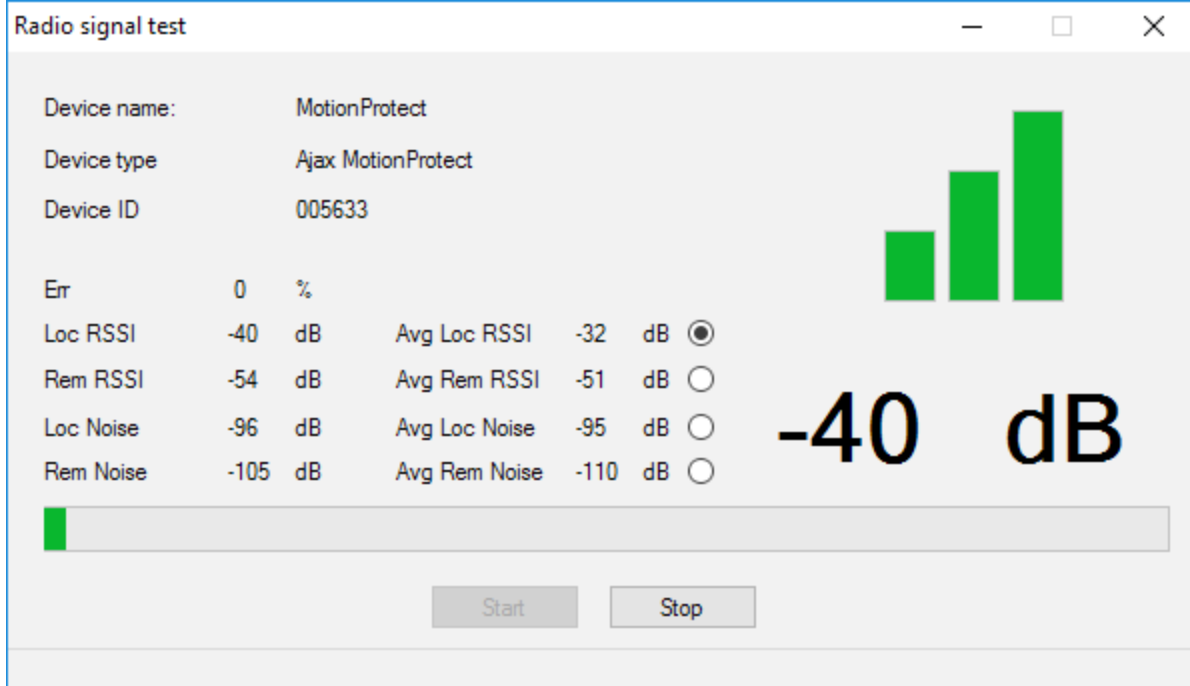 Radio signal test
Device name: MotionProtect
Device type Ajax MotionProtect
Device ID 005633
Err 0 %
Loc RSSI -40 dB Avg Loc RSSI -32 dB
Rem RSSI -54 dB Avg Rem RSSI -51 dB
Loc Noise -96 dB Avg Loc Noise -95 dB
Rem Noise -105 dB Avg Rem Noise -110 dB
-40 dB
Start Stop